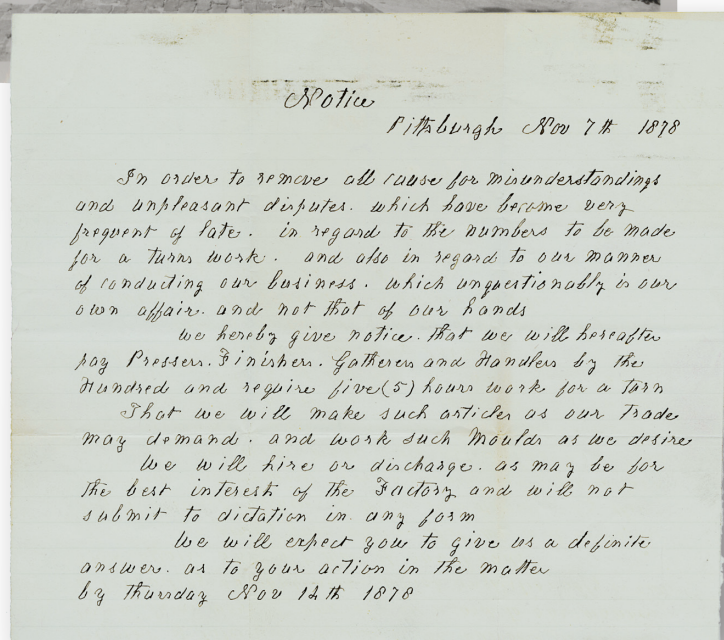 Notice
Pittsburgh Nov 7th 1878
In order to remove all cause for misunderstandings
and unpleasant disputes. which have become very
frequent of late. in regard to the numbers to be made
for a turns work. and also in regard to our manner
of conducting our business. which unquestionably is our
own affair. and not that of our hands
we hereby give notice. that we will hereafter
pay Pressers. Finishers. Gatherers and Handlers by the
Hundred and require five (5) hours work for a turn
That we will make such articles as our Trade
may demand. and work such Moulds as we desire
We will hire or discharge. as may be for
the best interest of the Factory and will not
submit to dictation in any form
We will expect you to give us a definite
answer. as to your action in the matter
by Thursday Nov 14th 1878